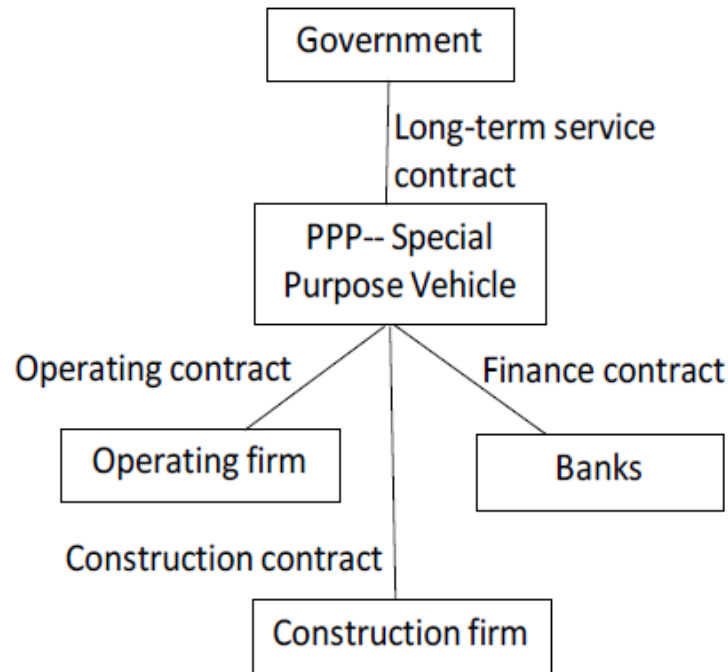 Government
Long-term service
contract
PPP-- Special
Purpose Vehicle
Operating contract
Finance contract
Operating firm
Banks
Construction contract
Construction firm